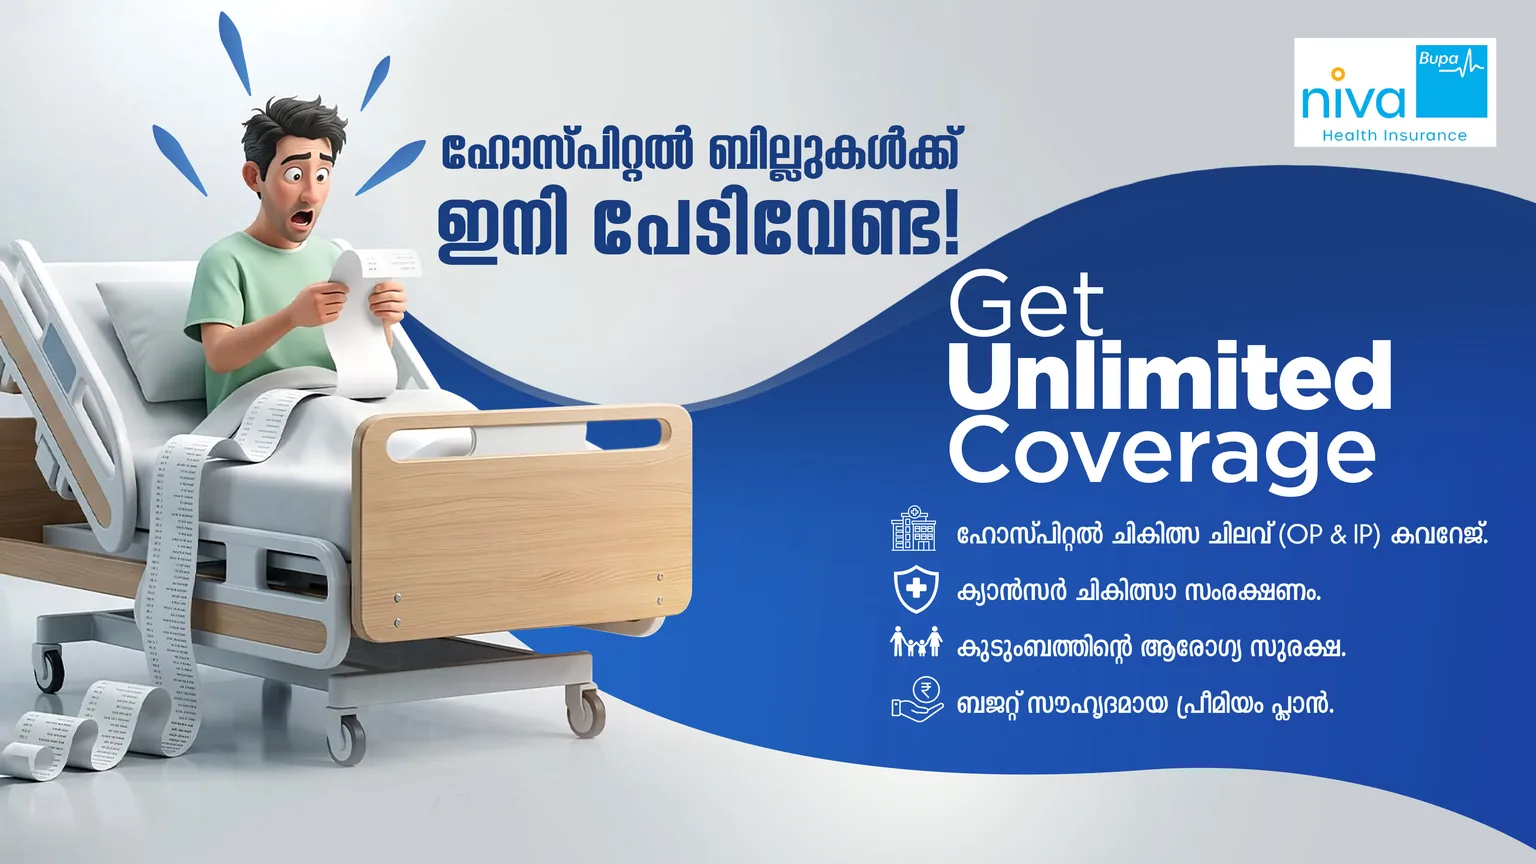 ഹോസ്പിറ്റൽ ബില്ലുകൾക്ക്
ഇനി പേടിവേണ്ട!
niva
Bupa
Health Insurance
Get
Unlimited
Coverage
ഹോസ്പിറ്റൽ ചികിത്സ ചിലവ് (OP & IP) കവറേജ്.
ക്യാൻസർ ചികിത്സാ സംരക്ഷണം.
കുടുംബത്തിന്റെ ആരോഗ്യ സുരക്ഷ.
ബജറ്റ് സൗഹൃദമായ പ്രീമിയം പ്ലാൻ.